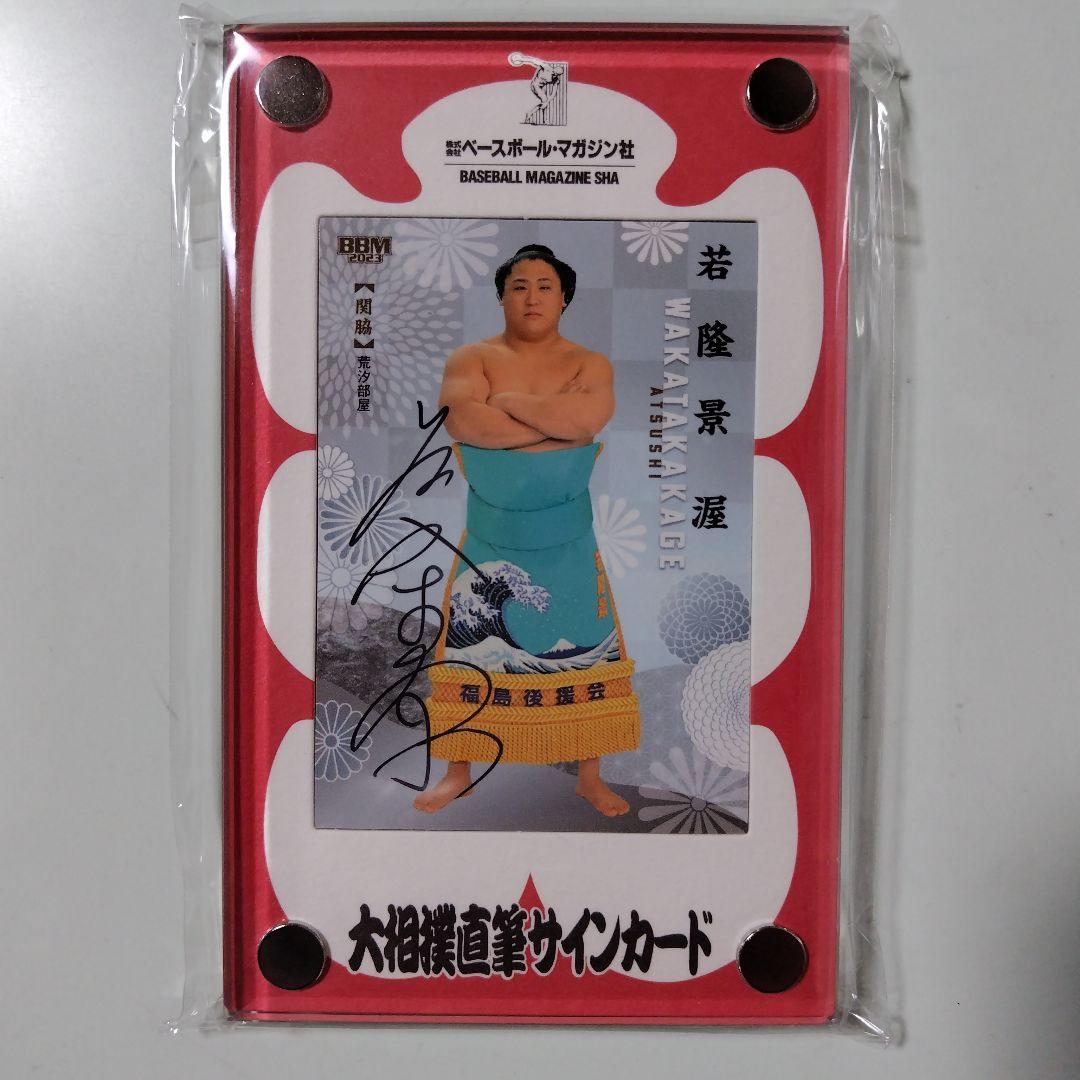 株式会社ベースボール・マガジン社
BASEBALL MAGAZINE SHA
BBM
2023
【関脇】荒汐部屋
若隆景 渥
WAKATAKAKAGE
ATSUSHI
福島後援会
大相撲直筆サインカード